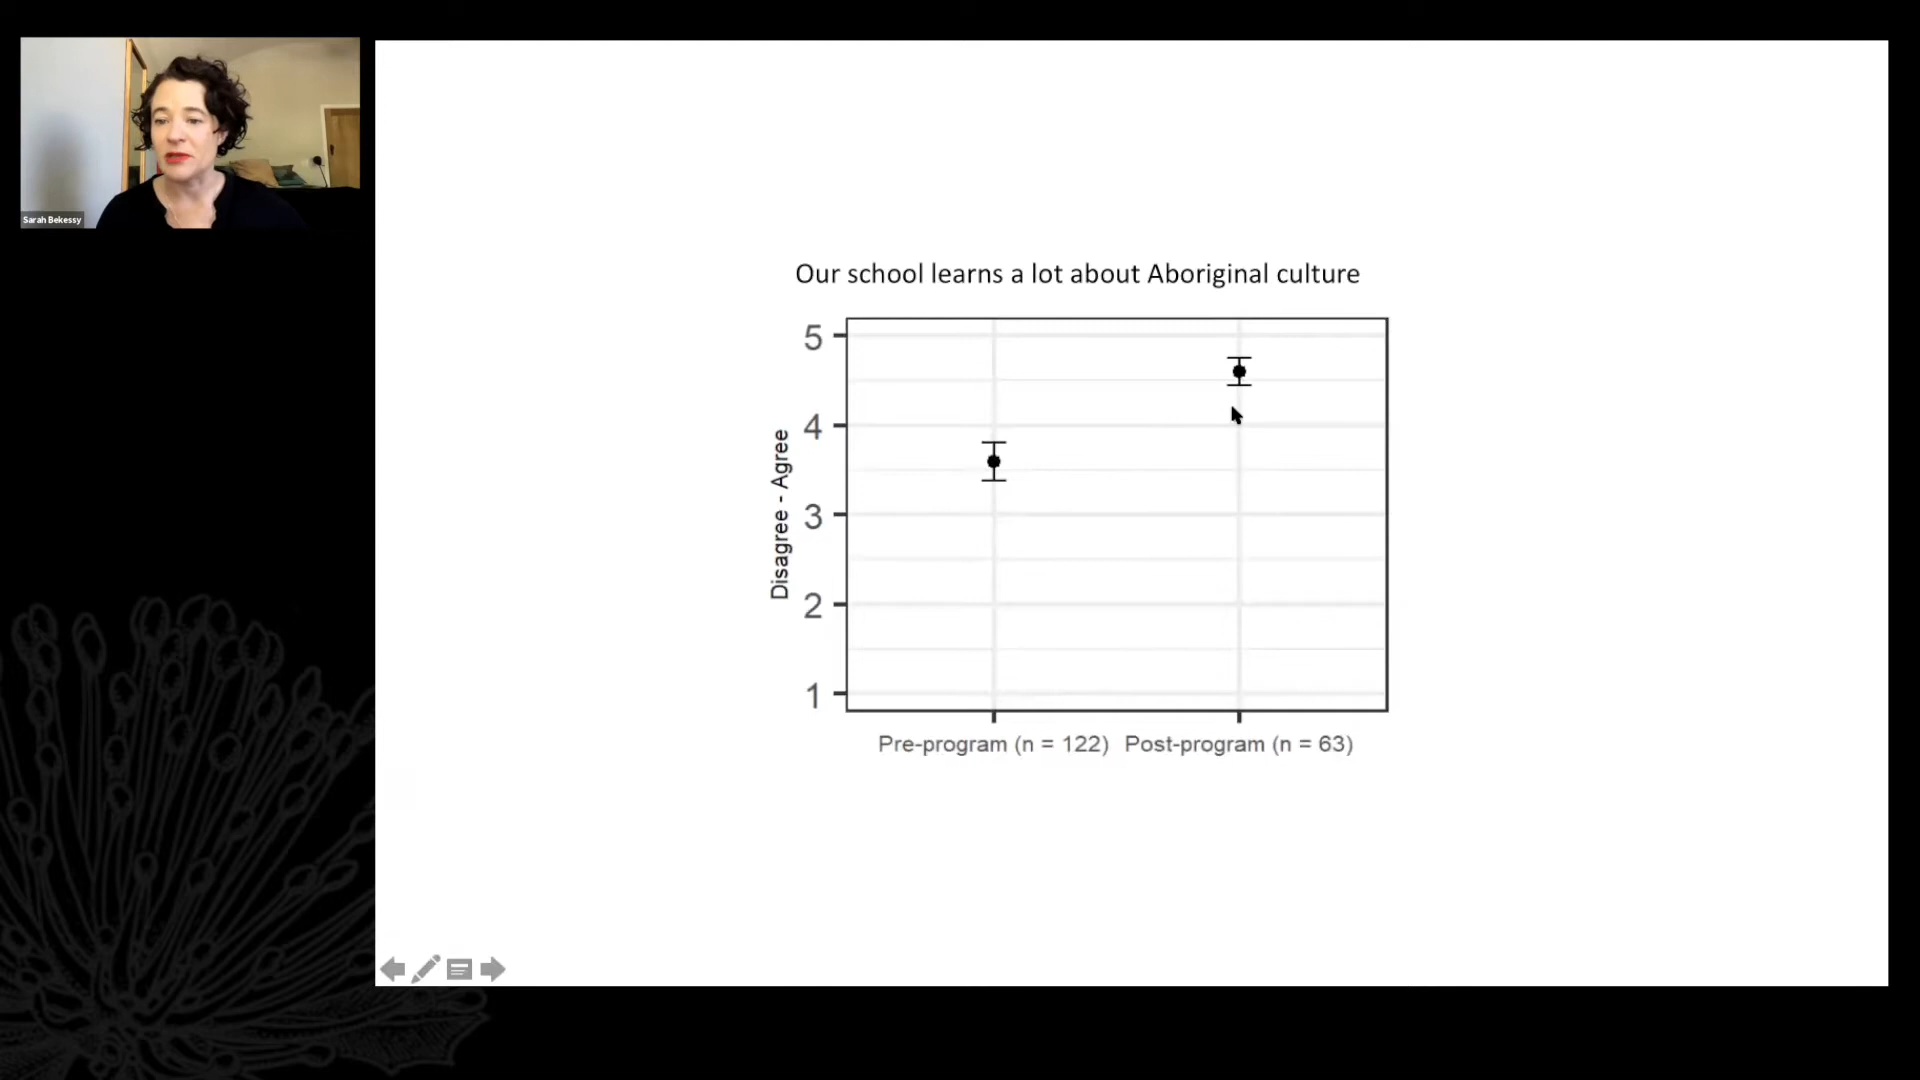 Sarah Bekessy
Our school learns a lot about Aboriginal culture
Disagree - Agree
5
4
3
2
1
Pre-program (n = 122) Post-program (n = 63)